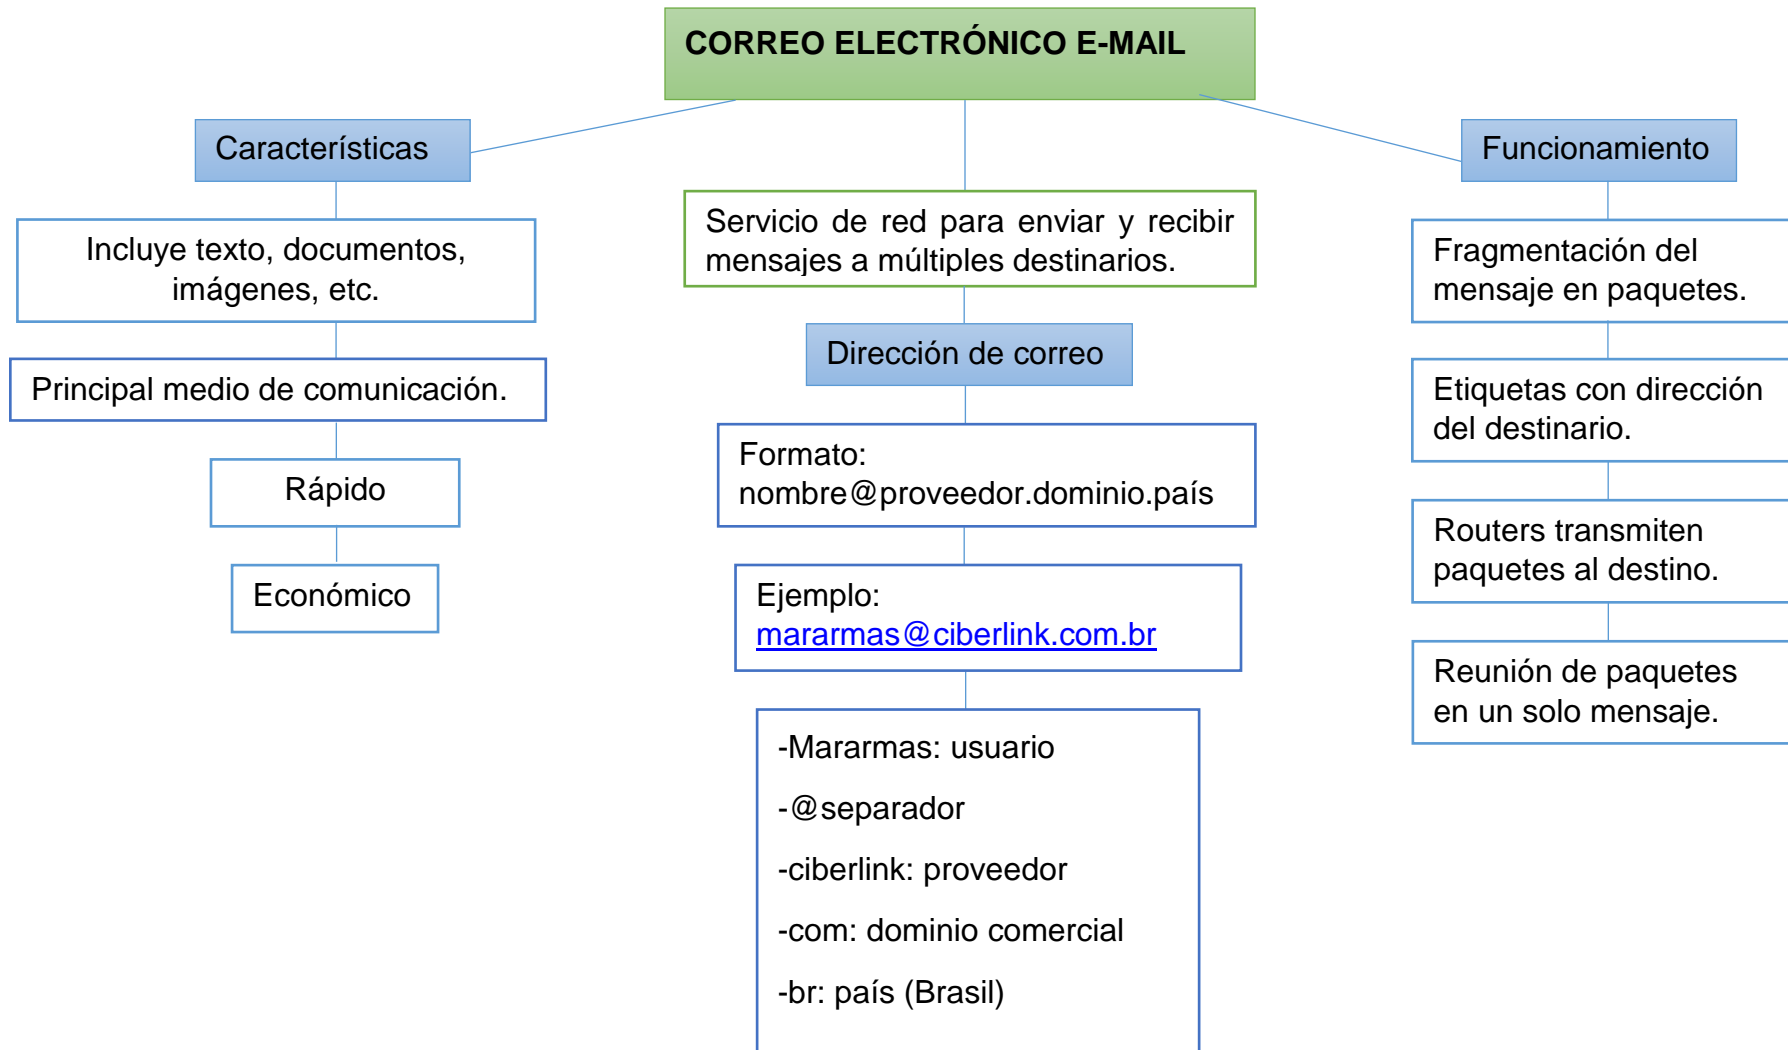 CORREO ELECTRÓNICO E-MAIL
Características
Incluye texto, documentos,
imágenes, etc.
Principal medio de comunicación.
Rápido
Económico
Servicio de red para enviar y recibir
mensajes a múltiples destinarios.
Dirección de correo
Formato:
nombre@proveedor.dominio.país
Ejemplo:
mararmas@ciberlink.com.br
-Mararmas: usuario
-@separador
-ciberlink: proveedor
-com: dominio comercial
-br: país (Brasil)
Funcionamiento
Fragmentación del
mensaje en paquetes.
Etiquetas con dirección
del destinario.
Routers transmiten
paquetes al destino.
Reunión de paquetes
en un solo mensaje.